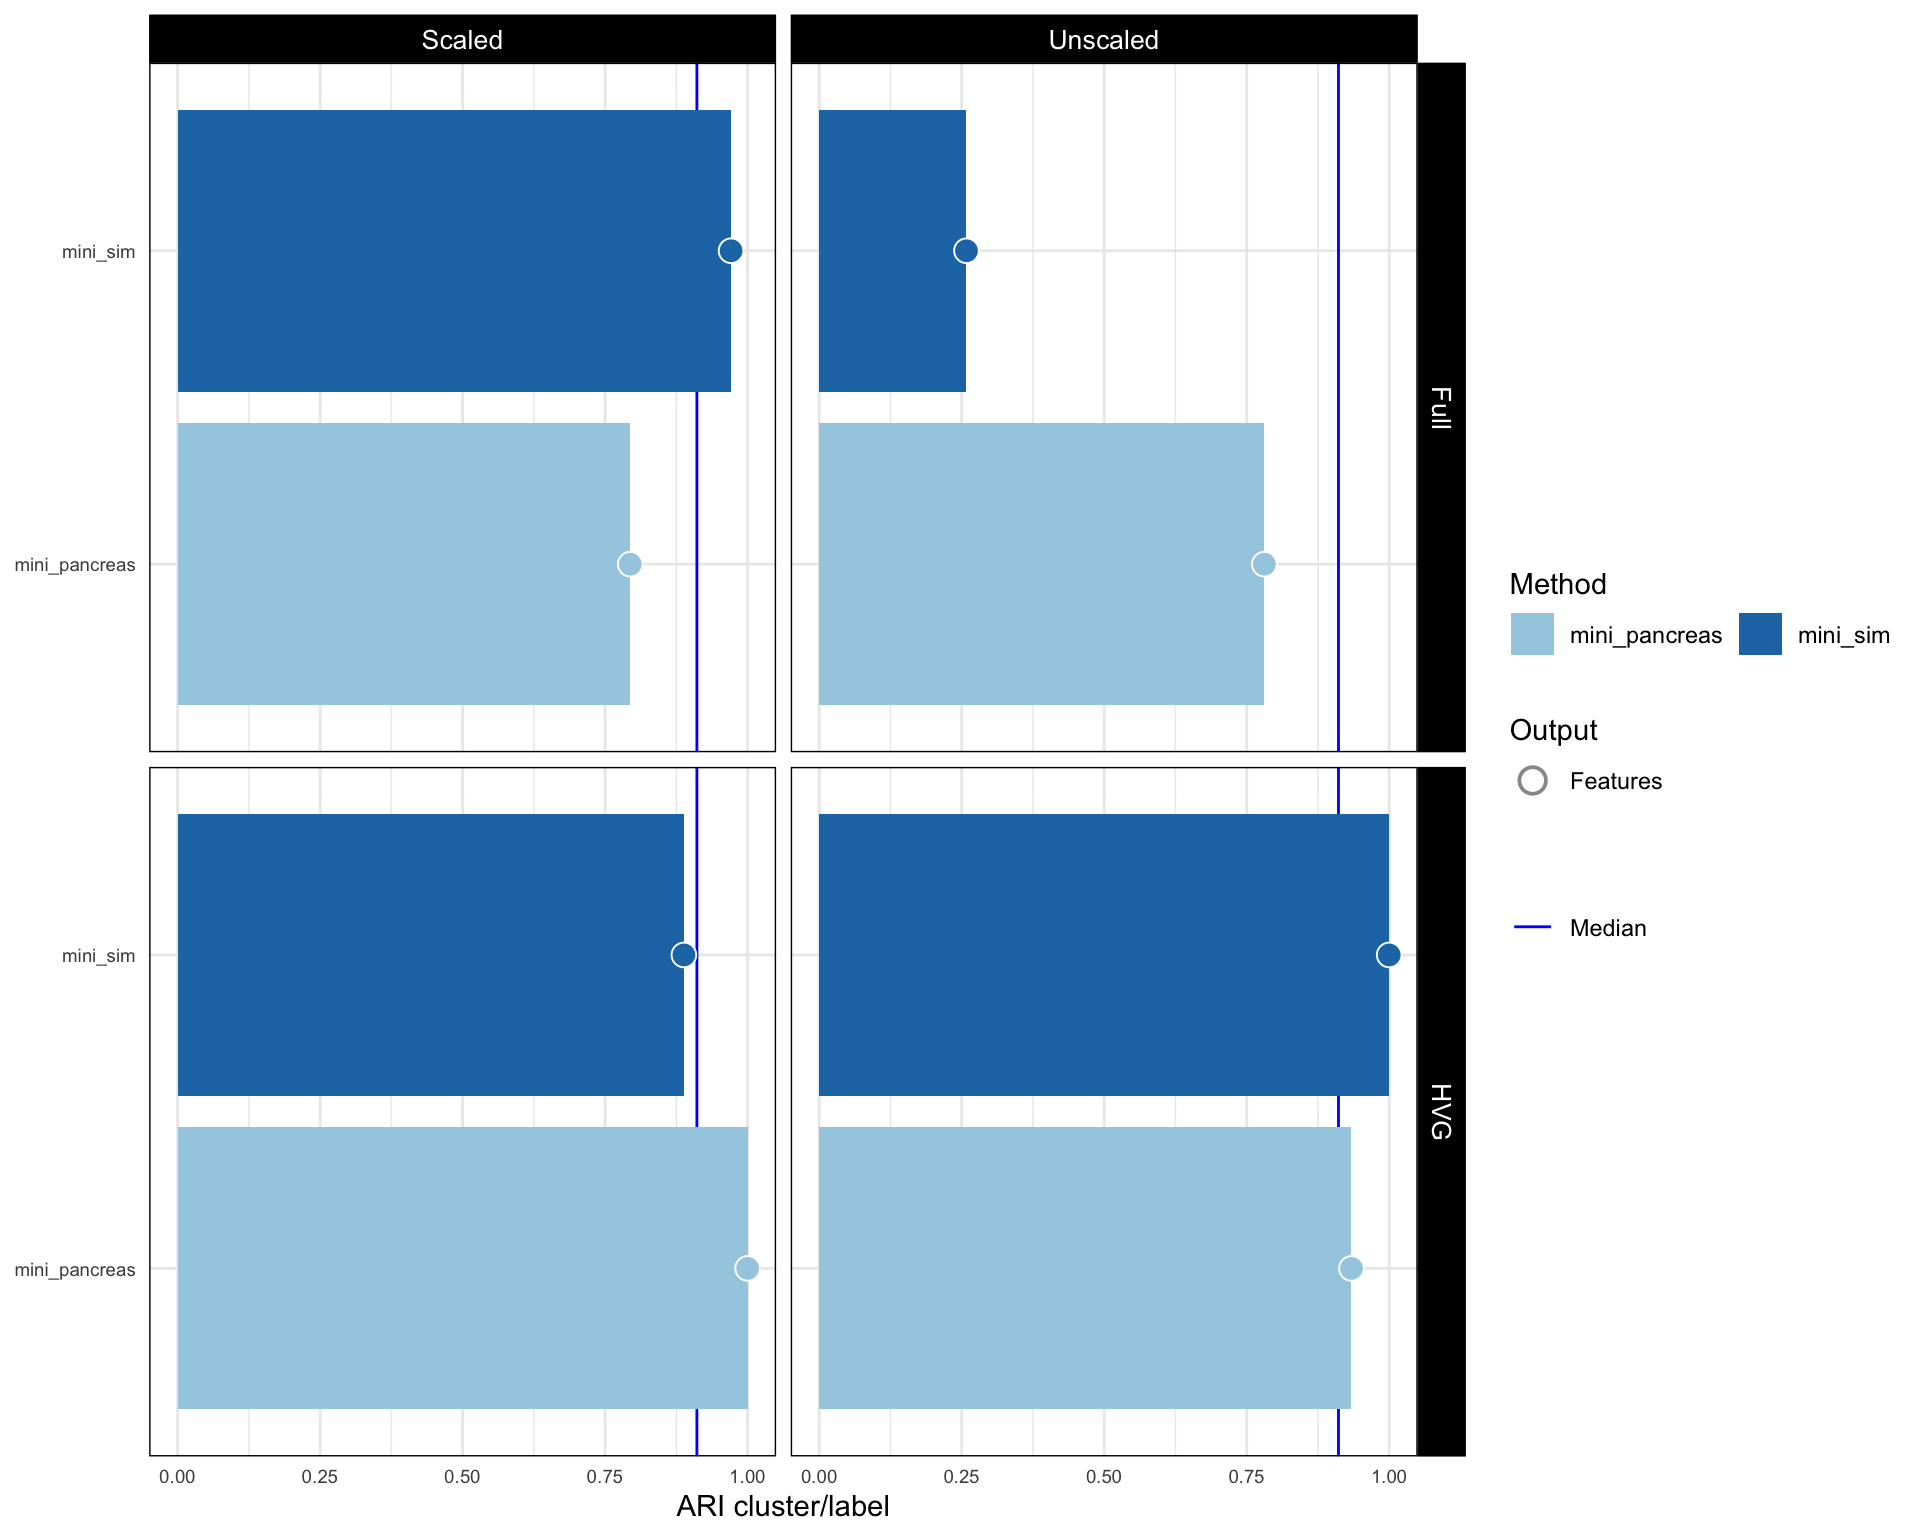 Scaled
Unscaled
Full
mini_sim
mini_pancreas
HVG
mini_sim
mini_pancreas
0.00 0.25 0.50 0.75 1.00
0.00 0.25 0.50 0.75 1.00
ARI cluster/label
Method
mini_pancreas mini_sim
Output
Features
Median